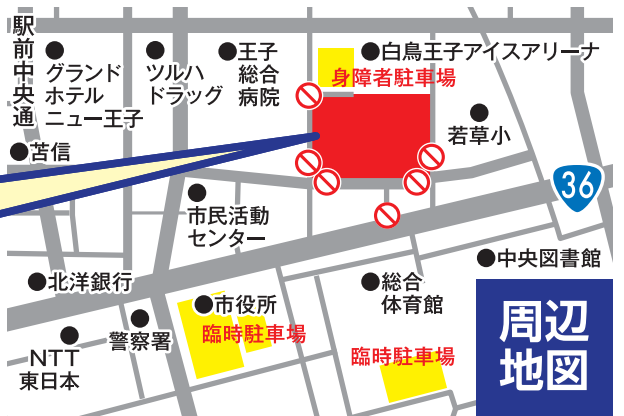 駅前中央通
グランド
ホテル
ニュー王子
ツルハ
ドラッグ
王子
総合
病院
白鳥王子アイスアリーナ
身障者駐車場
若草小
苫信
36
市民活動
センター
北洋銀行
市役所
臨時駐車場
総合
体育館
中央図書館
警察署
NTT
東日本
臨時駐車場
周辺
地図